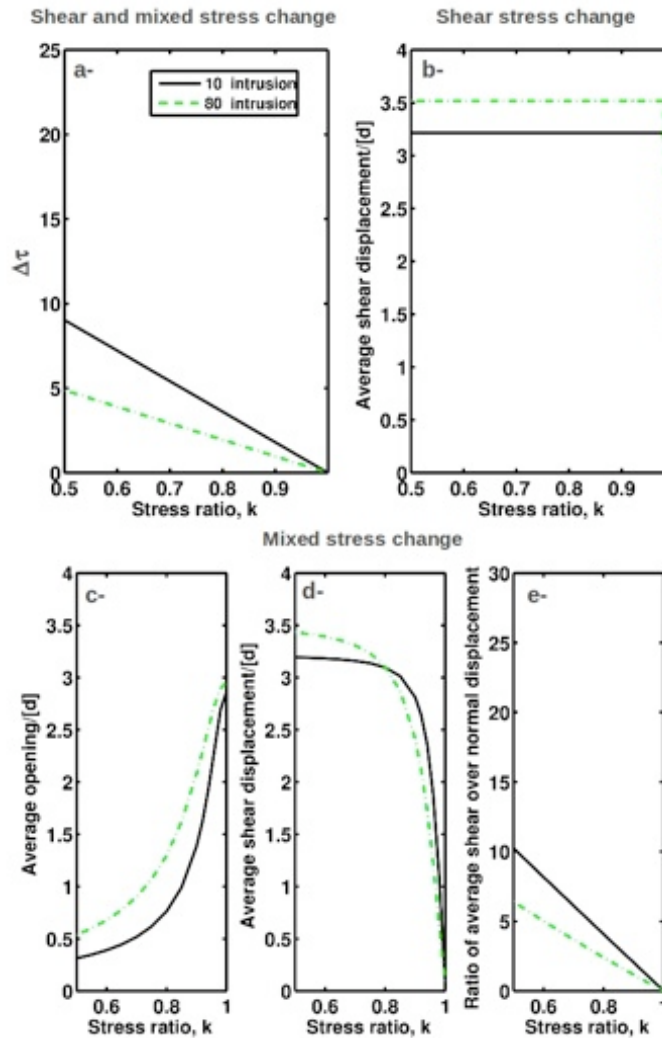 Shear and mixed stress change
Shear stress change
25
20
15
10
5
0
Δτ
a-
10 intrusion
80 intrusion
0.5 0.6 0.7 0.8 0.9
Stress ratio, k
4
3.5
3
2.5
2
1.5
1
0.5
0
Average shear displacement/[d]
b-
0.5 0.6 0.7 0.8 0.9
Stress ratio, k
Mixed stress change
4
3.5
3
2.5
2
1.5
1
0.5
0
Average opening/[d]
c-
0.6 0.8 1
Stress ratio, k
4
3.5
3
2.5
2
1.5
1
0.5
0
Average shear displacement/[d]
d-
0.6 0.8 1
Stress ratio, k
30
25
20
15
10
5
0
Ratio of average shear over normal displacement
e-
0.6 0.8 1
Stress ratio, k